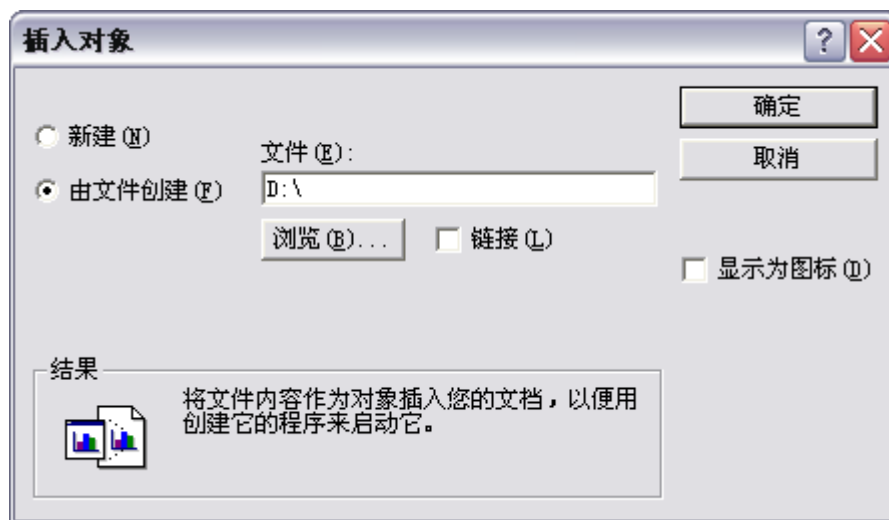 插入对象
新建(N)
由文件创建(F)
文件(E):
D:\
浏览(B)...
链接(L)
确定
取消
显示为图标(D)
结果
将文件内容作为对象插入您的文档，以便用
创建它的程序来启动它。